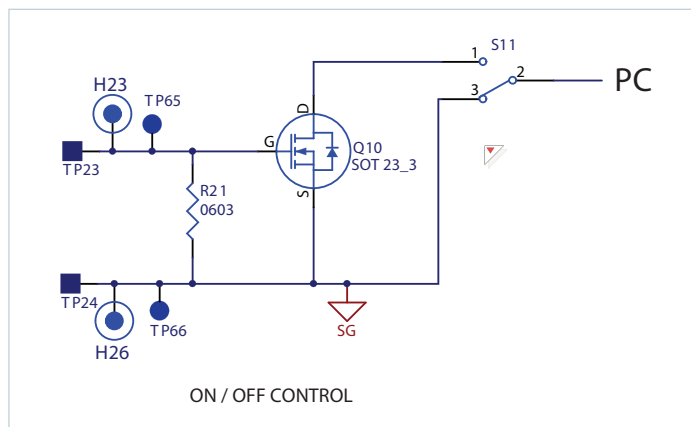 1
S11
2
PC
3
H23
TP65
D
G
Q10
SOT 23_3
TP23
R21
0603
S
TP24
TP66
H26
SG
ON / OFF CONTROL